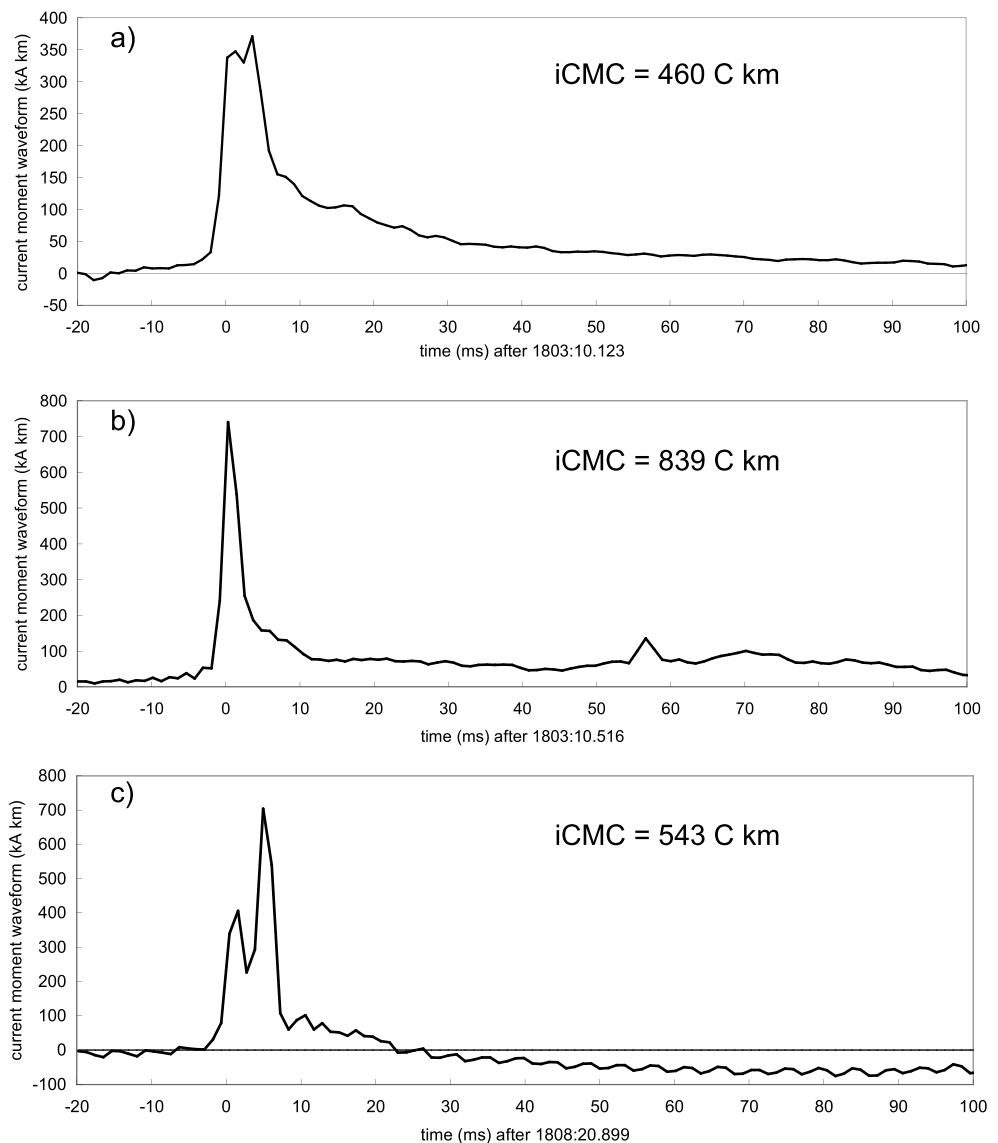 a)
iCMC = 460 C km
current moment waveform (kA km)
400
350
300
250
200
150
100
50
0
-50
-20 -10 0 10 20 30 40 50 60 70 80 90 100
time (ms) after 1803:10.123
b)
iCMC = 839 C km
current moment waveform (kA km)
800
700
600
500
400
300
200
100
0
-20 -10 0 10 20 30 40 50 60 70 80 90 100
time (ms) after 1803:10.516
c)
iCMC = 543 C km
current moment waveform (kA km)
800
700
600
500
400
300
200
100
0
-100
-20 -10 0 10 20 30 40 50 60 70 80 90 100
time (ms) after 1808:20.899